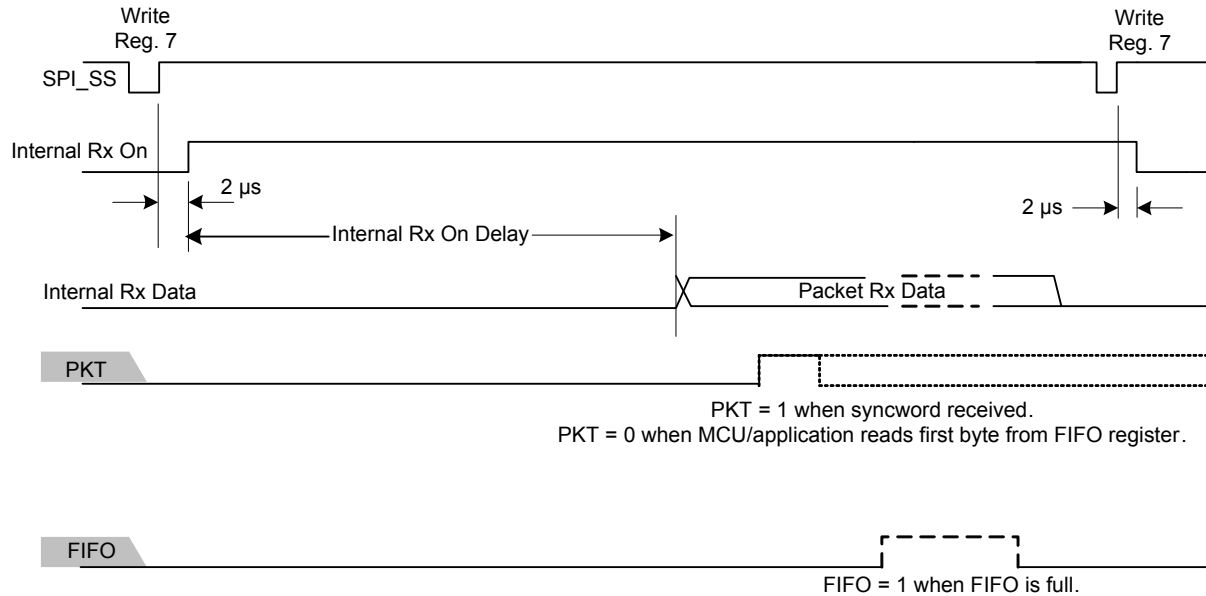 Write
Reg. 7
Write
Reg. 7
SPI_SS
Internal Rx On
2 µs
2 µs
Internal Rx On Delay
Internal Rx Data
Packet Rx Data
PKT
PKT = 1 when syncword received.
PKT = 0 when MCU/application reads first byte from FIFO register.
FIFO
FIFO = 1 when FIFO is full.